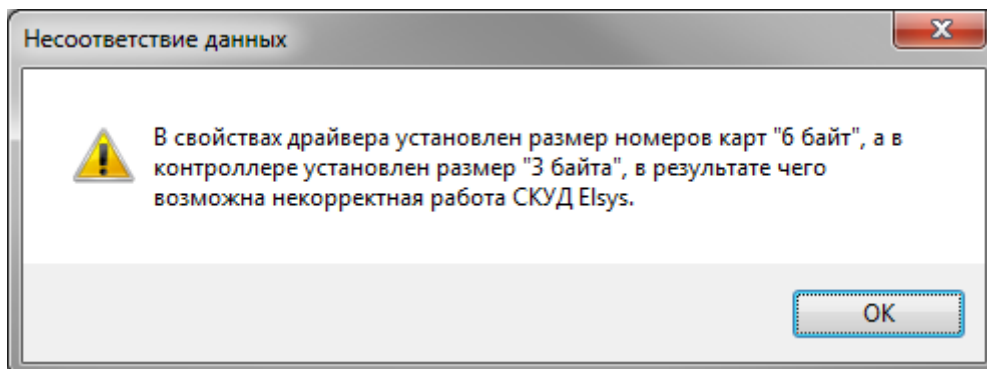 Несоответствие данных
В свойствах драйвера установлен размер номеров карт "6 байт", а в
контроллере установлен размер "3 байта", в результате чего
возможна некорректная работа СКУД Elsys.
ОК